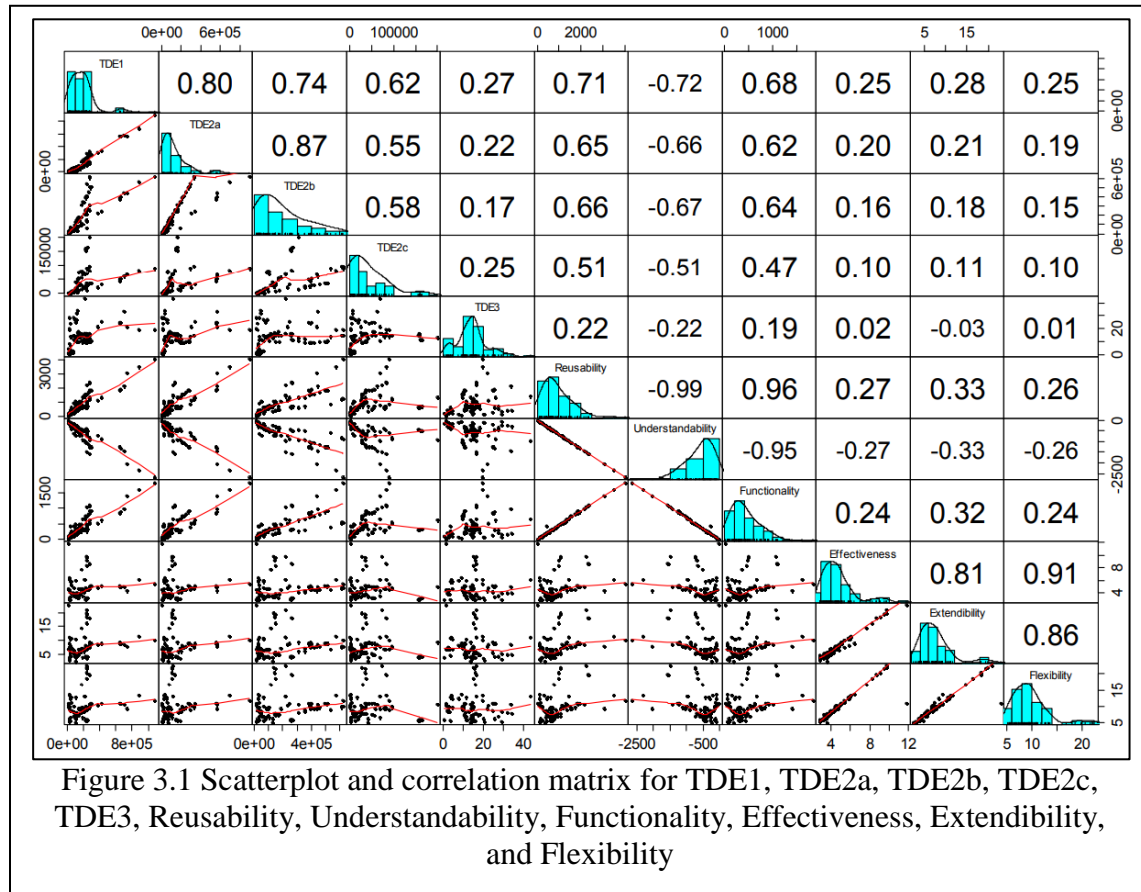 0e+00 6e+05 0 100000 0 2000 0 1000 5 15
TDE1 0.80 0.74 0.62 0.27 0.71 -0.72 0.68 0.25 0.28 0.25 0e+00
0e+00 TDE2a 0.87 0.55 0.22 0.65 -0.66 0.62 0.20 0.21 0.19
TDE2b 0.58 0.17 0.66 -0.67 0.64 0.16 0.18 0.15 0e+00 6e+05
0 15000 TDE2c 0.25 0.51 -0.51 0.47 0.10 0.11 0.10
TDE3 0.22 -0.22 0.19 0.02 -0.03 0.01 0 20
0 3000 Reusability -0.99 0.96 0.27 0.33 0.26
Understandability -0.95 -0.27 -0.33 -0.26 -2500 0
0 1500 Functionality 0.24 0.32 0.24
Effectiveness 0.81 0.91 4 8
5 15 Extendibility 0.86
Flexibility 5 15
0e+00 8e+05 0e+00 4e+05 0 20 40 -2500 -500 4 8 12 5 10 20
Figure 3.1 Scatterplot and correlation matrix for TDE1, TDE2a, TDE2b, TDE2c,
TDE3, Reusability, Understandability, Functionality, Effectiveness, Extendibility,
and Flexibility